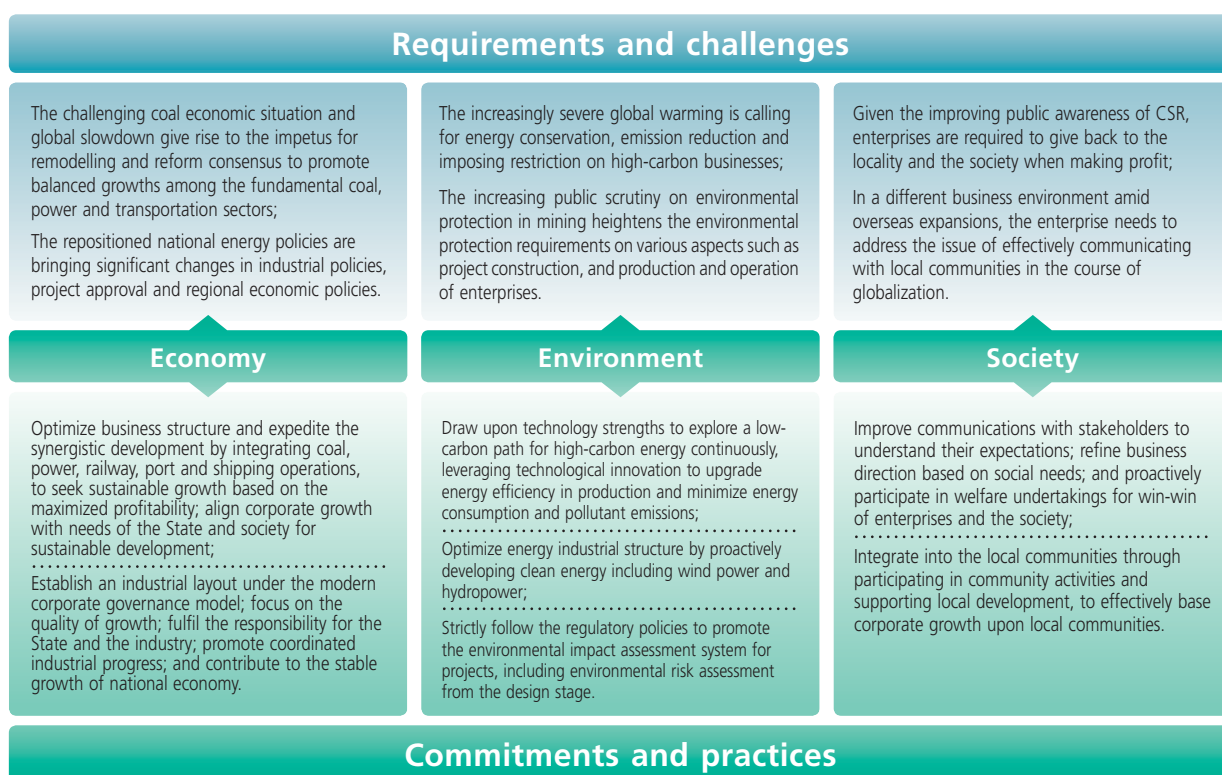 Requirements and challenges
The challenging coal economic situation and
global slowdown give rise to the impetus for
remodelling and reform consensus to promote
balanced growths among the fundamental coal,
power and transportation sectors;
The repositioned national energy policies are
bringing significant changes in industrial policies,
project approval and regional economic policies.
The increasingly severe global warming is calling
for energy conservation, emission reduction and
imposing restriction on high-carbon businesses;
The increasing public scrutiny on environmental
protection in mining heightens the environmental
protection requirements on various aspects such as
project construction, and production and operation
of enterprises.
Given the improving public awareness of CSR,
enterprises are required to give back to the
locality and the society when making profit;
In a different business environment amid
overseas expansions, the enterprise needs to
address the issue of effectively communicating
with local communities in the course of
globalization.
Economy
Environment
Society
Optimize business structure and expedite the
synergistic development by integrating coal,
power, railway, port and shipping operations,
to seek sustainable growth based on the
maximized profitability; align corporate growth
with needs of the State and society for
sustainable development;
Establish an industrial layout under the modern
corporate governance model; focus on the
quality of growth; fulfil the responsibility for the
State and the industry; promote coordinated
industrial progress; and contribute to the stable
growth of national economy.
Draw upon technology strengths to explore a low-
carbon path for high-carbon energy continuously,
leveraging technological innovation to upgrade
energy efficiency in production and minimize energy
consumption and pollutant emissions;
Optimize energy industrial structure by proactively
developing clean energy including wind power and
hydropower;
Strictly follow the regulatory policies to promote
the environmental impact assessment system for
projects, including environmental risk assessment
from the design stage.
Improve communications with stakeholders to
understand their expectations; refine business
direction based on social needs; and proactively
participate in welfare undertakings for win-win
of enterprises and the society;
Integrate into the local communities through
participating in community activities and
supporting local development, to effectively base
corporate growth upon local communities.
Commitments and practices